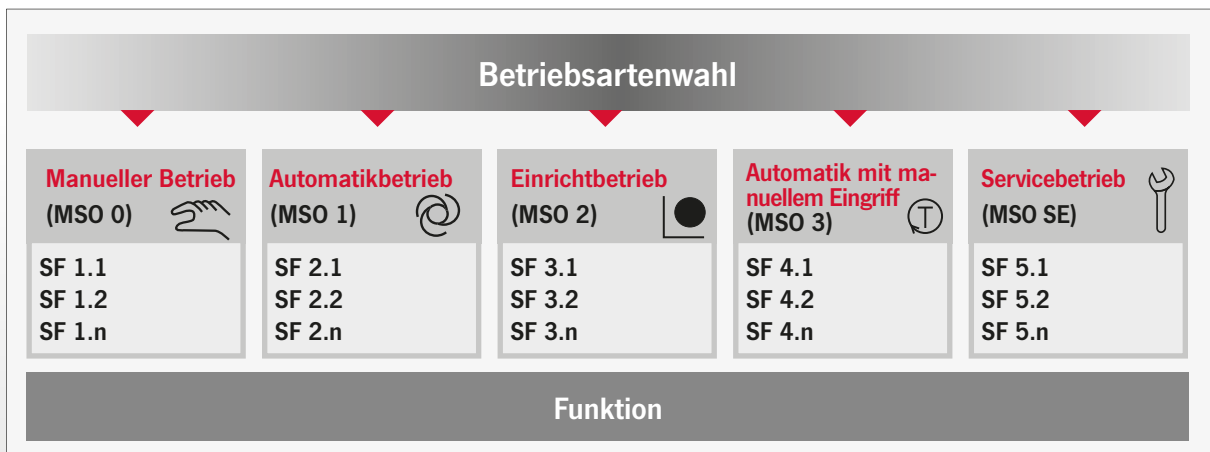 Betriebsartenwahl
Manueller Betrieb
(MSO 0)
SF 1.1
SF 1.2
SF 1.n
Automatikbetrieb
(MSO 1)
SF 2.1
SF 2.2
SF 2.n
Einrichtbetrieb
(MSO 2)
SF 3.1
SF 3.2
SF 3.n
Automatik mit ma-
nuellem Eingriff
(MSO 3)
T
SF 4.1
SF 4.2
SF 4.n
Servicebetrieb
(MSO SE)
SF 5.1
SF 5.2
SF 5.n
Funktion